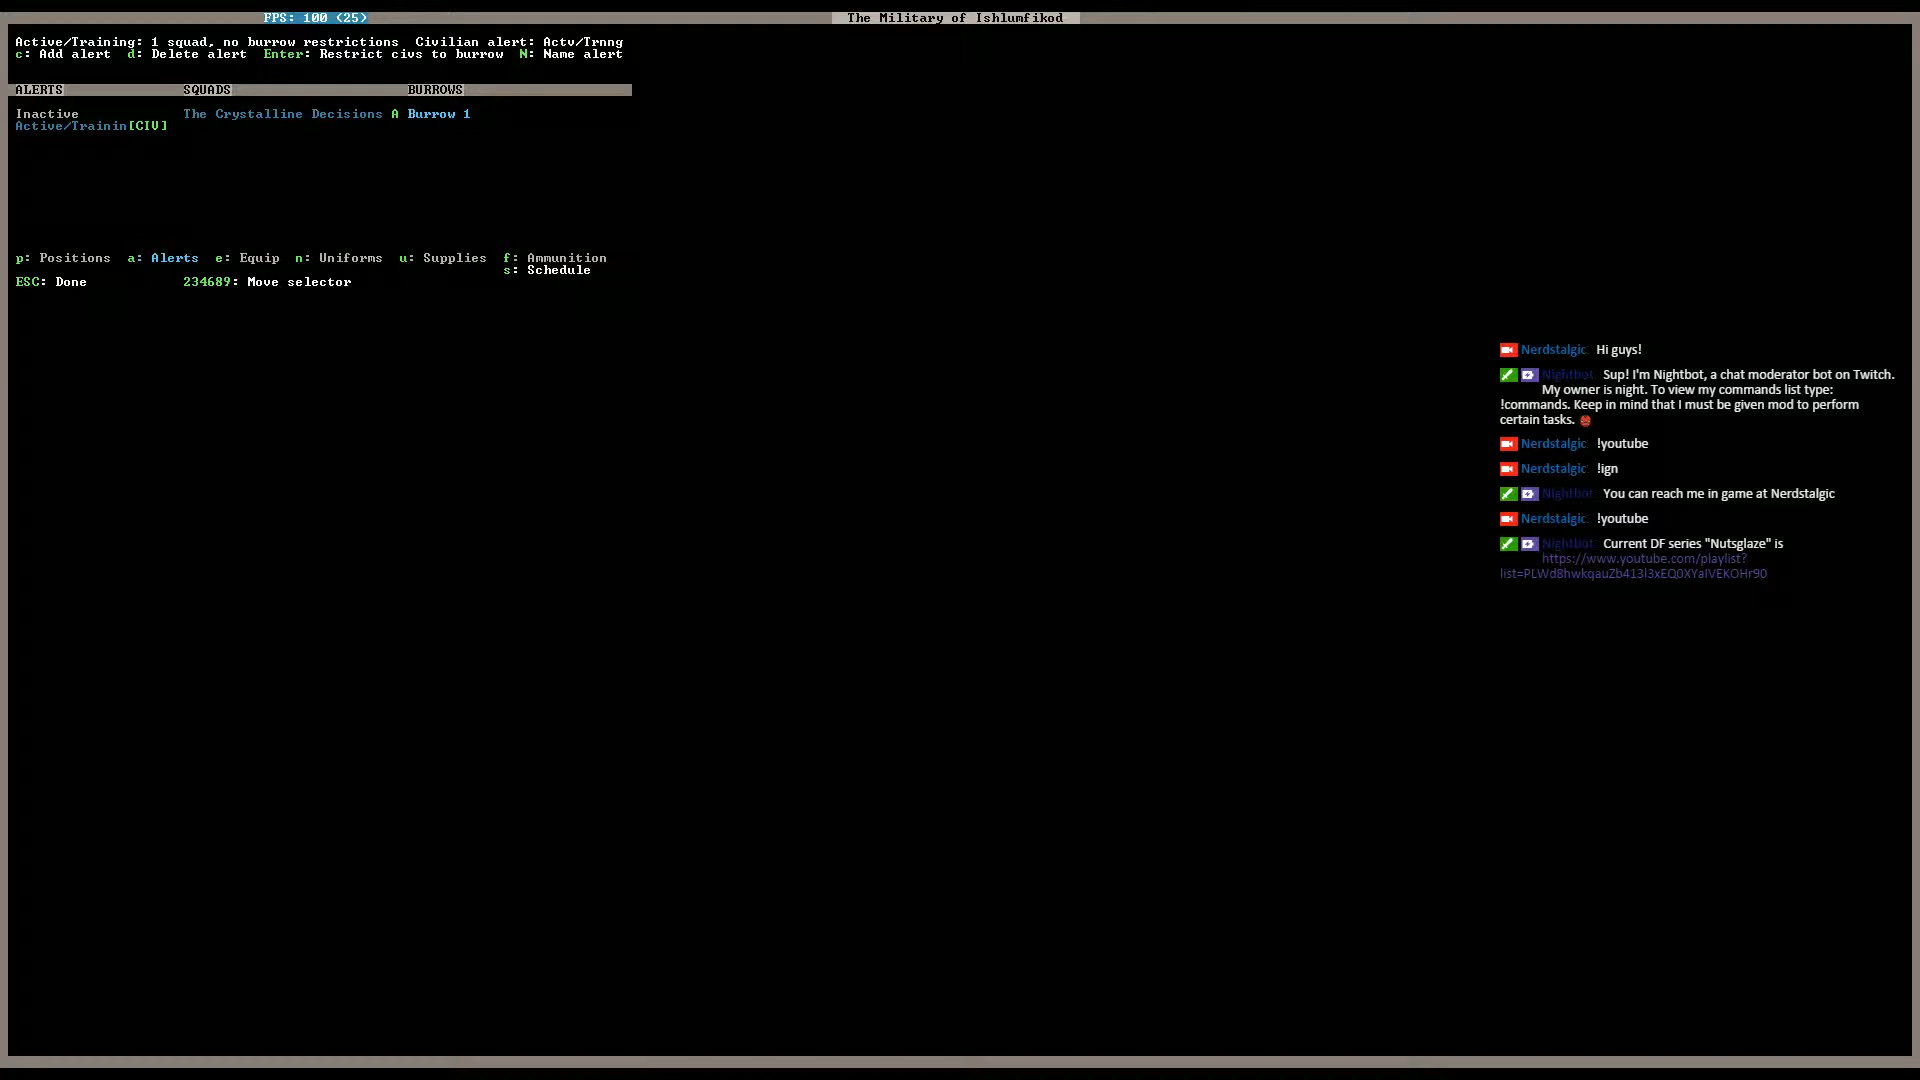 FPS: 100 (25)
The Military of Ishlumfikod
Active/Training: 1 squad, no burrow restrictions  Civilian alert: Actv/Trnng
c: Add alert  d: Delete alert  Enter: Restrict civs to burrow  N: Name alert
ALERTS  SQUADS  BURROWS
Inactive  The Crystalline Decisions A Burrow 1
Active/Trainin[CIV]
p: Positions  a: Alerts  e: Equip  n: Uniforms  u: Supplies  f: Ammunition
s: Schedule
ESC: Done  234689: Move selector
Nerdstalgic: Hi guys!
Nightbot: Sup! I'm Nightbot, a chat moderator bot on Twitch.
My owner is night. To view my commands list type:
!commands. Keep in mind that I must be given mod to perform
certain tasks.
Nerdstalgic: !youtube
Nerdstalgic: !ign
Nightbot: You can reach me in game at Nerdstalgic
Nerdstalgic: !youtube
Nightbot: Current DF series "Nutsglaze" is
https://www.youtube.com/playlist?